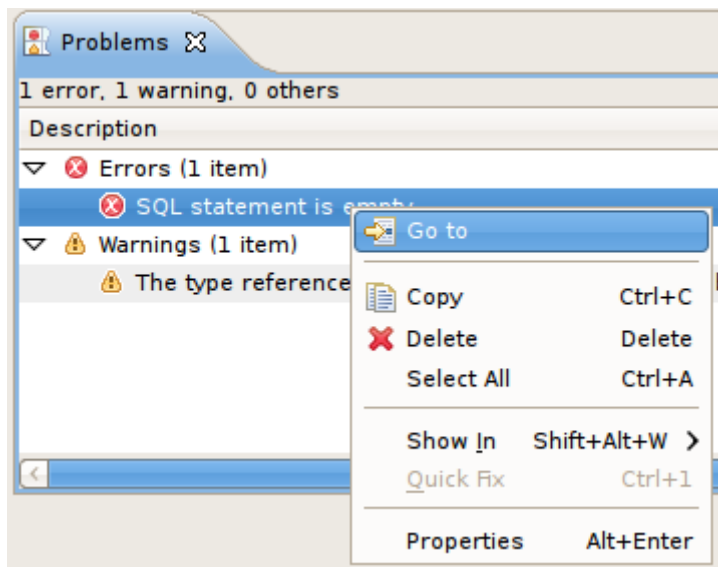 Problems
1 error, 1 warning, 0 others
Description
Errors (1 item)
SQL statement is empty
Go to
Warnings (1 item)
The type reference
Copy Ctrl+C
Delete Delete
Select All Ctrl+A
Show In Shift+Alt+W
Quick Fix Ctrl+1
Properties Alt+Enter